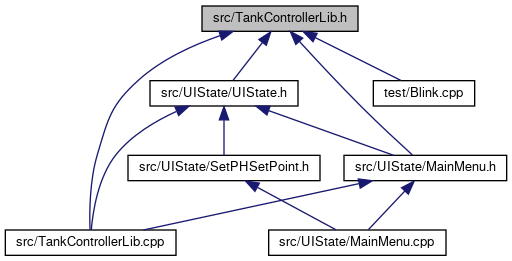 src/TankControllerLib.h
src/UIState/UIState.h
test/Blink.cpp
src/UIState/SetPHSetPoint.h
src/UIState/MainMenu.h
src/TankControllerLib.cpp
src/UIState/MainMenu.cpp